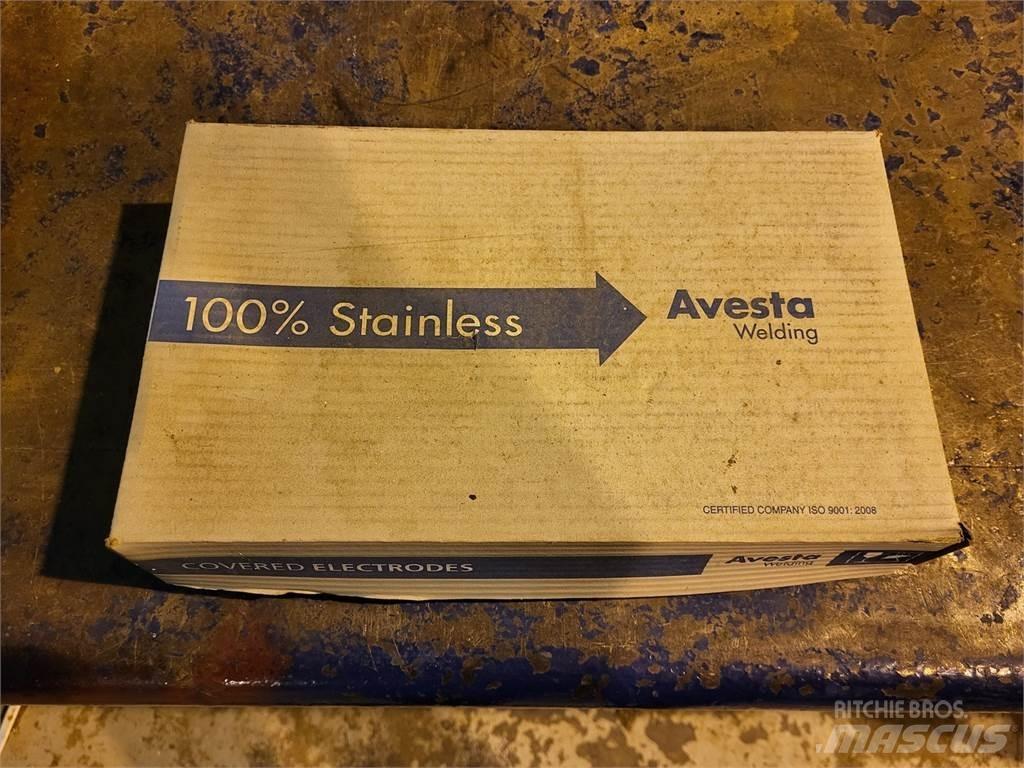 100% Stainless
Avesta
Welding
CERTIFIED COMPANY ISO 9001: 2008
COVERED ELECTRODES
Avesta
Welding
RITCHIE BROS.
MASCUS